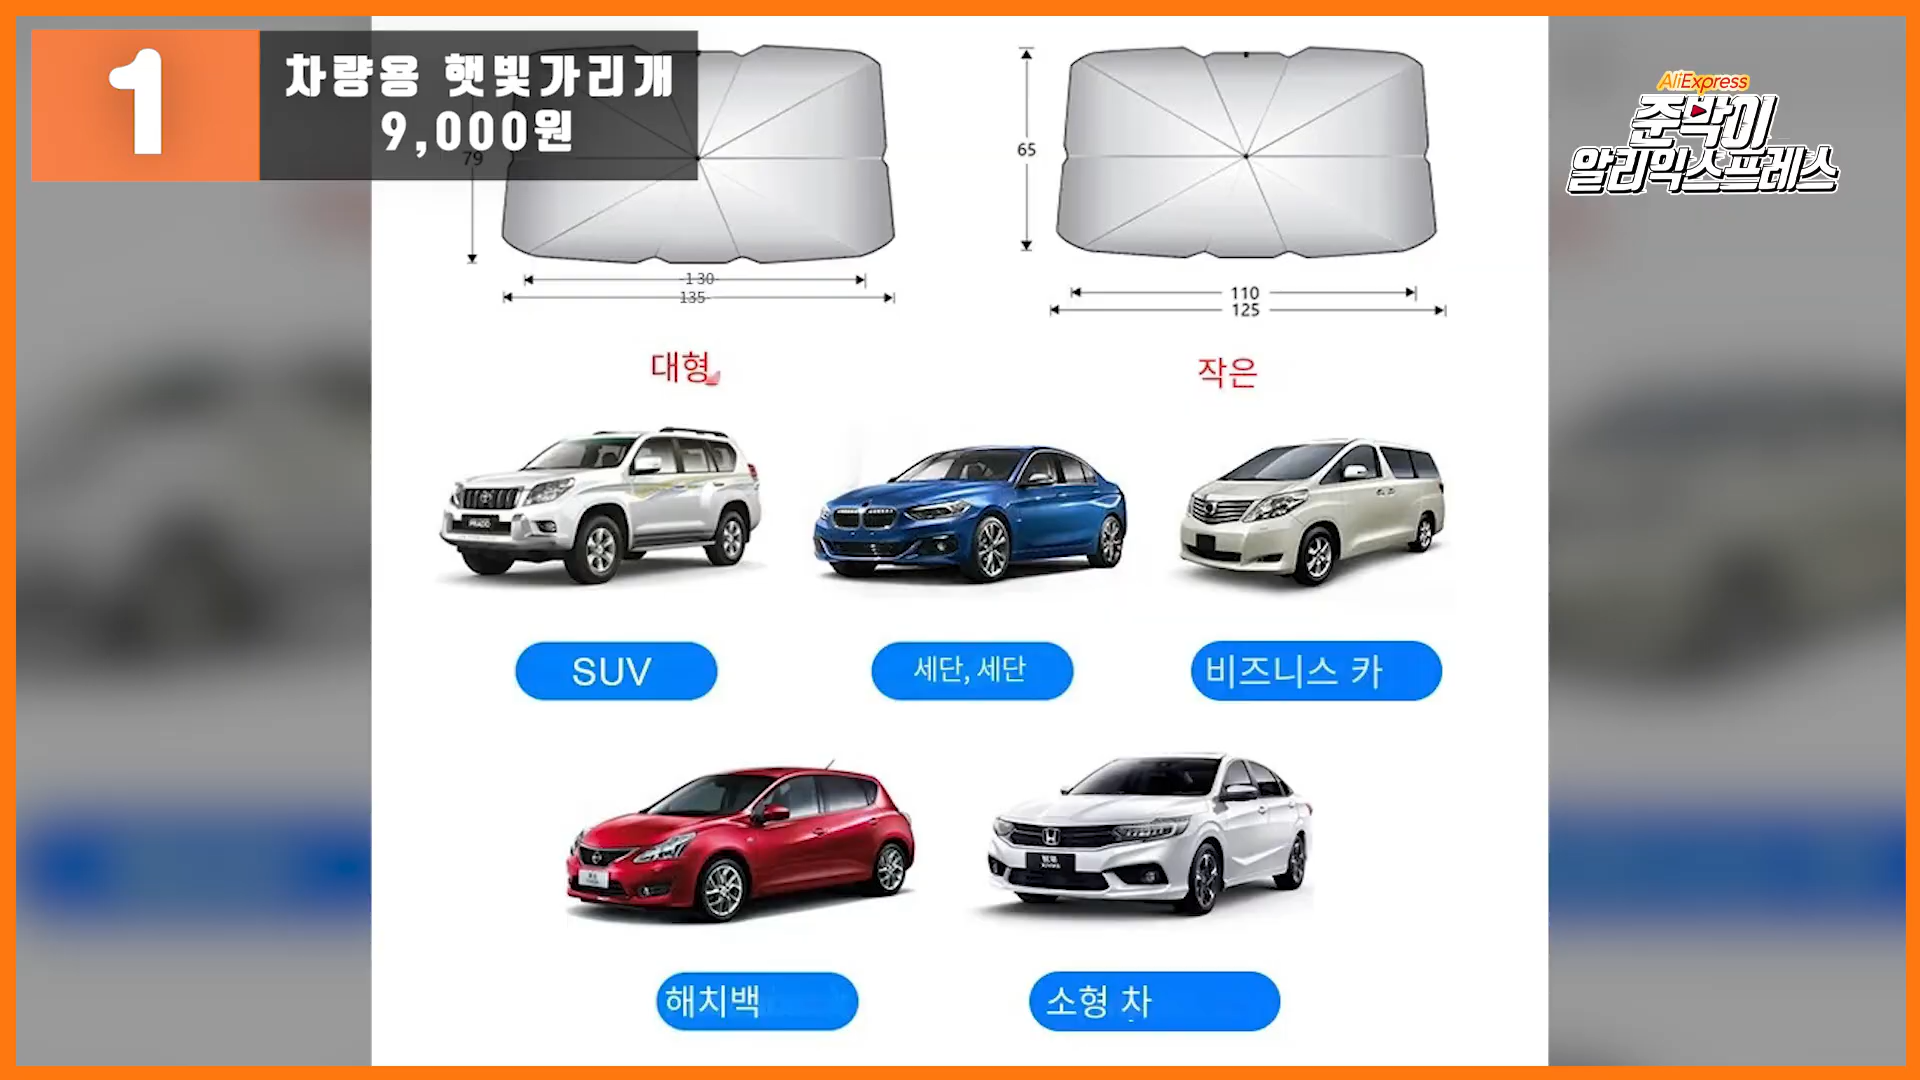 1
차량용 햇빛가리개
9,000원
AliExpress
준박이
알리익스프레스
79
130
135
65
110
125
대형
작은
PRADO
SUV
세단, 세단
비즈니스 카
해치백
소형 차